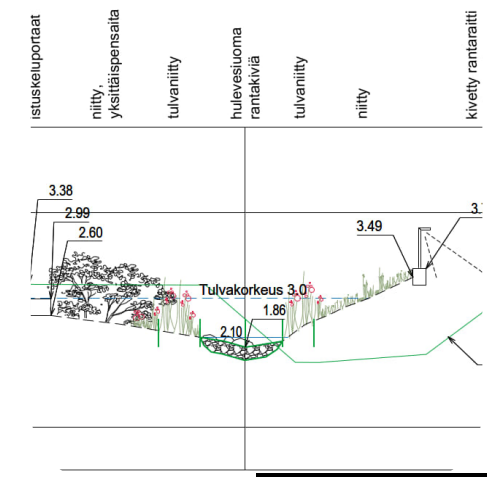 istuskeluportaat
niitty,
yksittäispensaita
tulvaniitty
hulevesiuoma
rantakiviä
tulvaniitty
niitty
kivetty rantaraitti
3.38
2.99
2.60
3.49
Tulvakorkeus 3.0
1.86
2.10